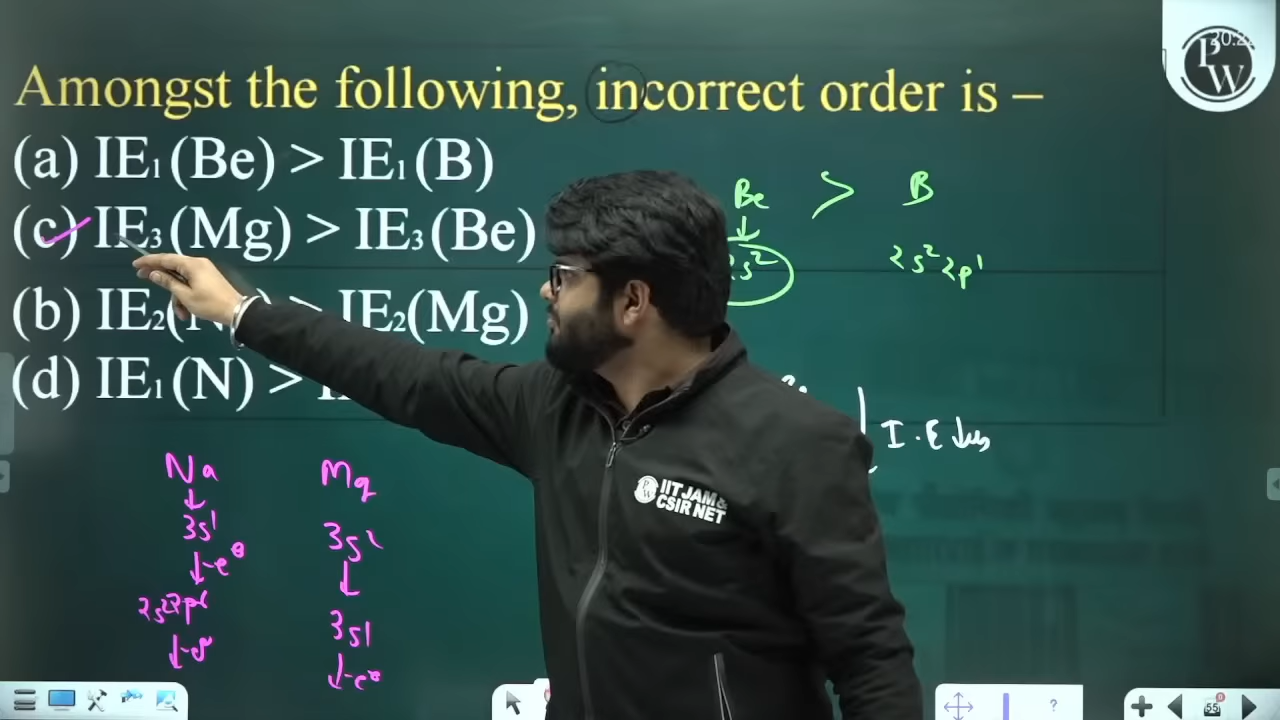 Amongst the following, incorrect order is –
(a) IE₁ (Be) > IE₁ (B)
(c) IE₃ (Mg) > IE₃ (Be)
(b) IE₂ > IE₂(Mg)
(d) IE₁ (N) >
Be > B
2s² 2p¹
I.E
Na Mg
3s¹ 3s²
-e⊖
3s1
-e⊖
PW
IIT JAM &
CSIR NET
55